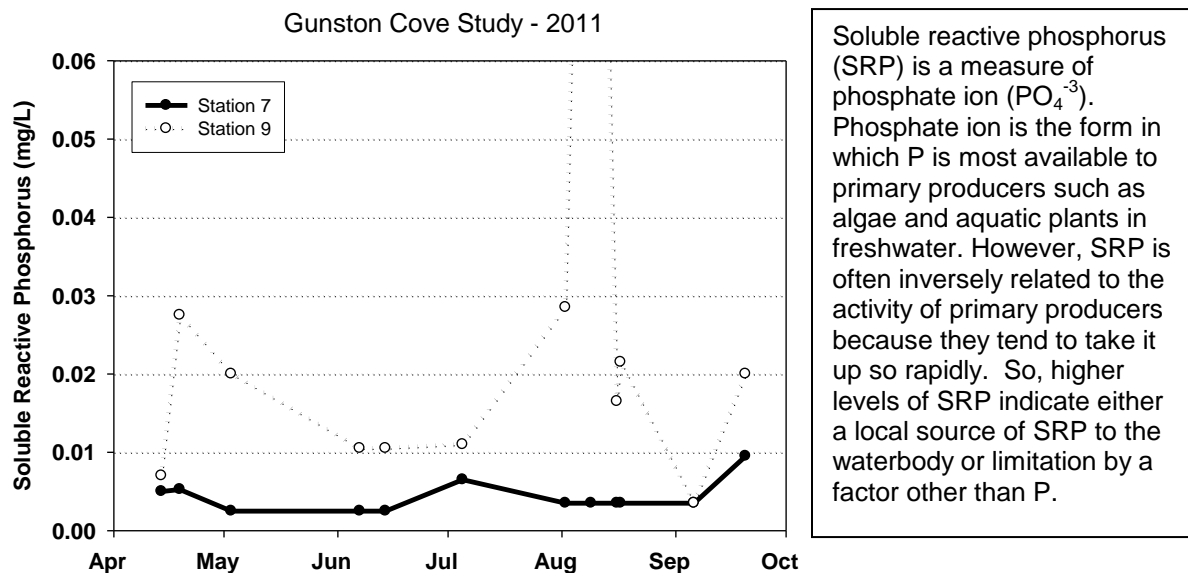 Gunston Cove Study - 2011
Soluble Reactive Phosphorus (mg/L)
0.06
0.05
0.04
0.03
0.02
0.01
0.00
Station 7
Station 9
Apr May Jun Jul Aug Sep Oct
Soluble reactive phosphorus
(SRP) is a measure of
phosphate ion (PO₄⁻³).
Phosphate ion is the form in
which P is most available to
primary producers such as
algae and aquatic plants in
freshwater. However, SRP is
often inversely related to the
activity of primary producers
because they tend to take it
up so rapidly.  So, higher
levels of SRP indicate either
a local source of SRP to the
waterbody or limitation by a
factor other than P.